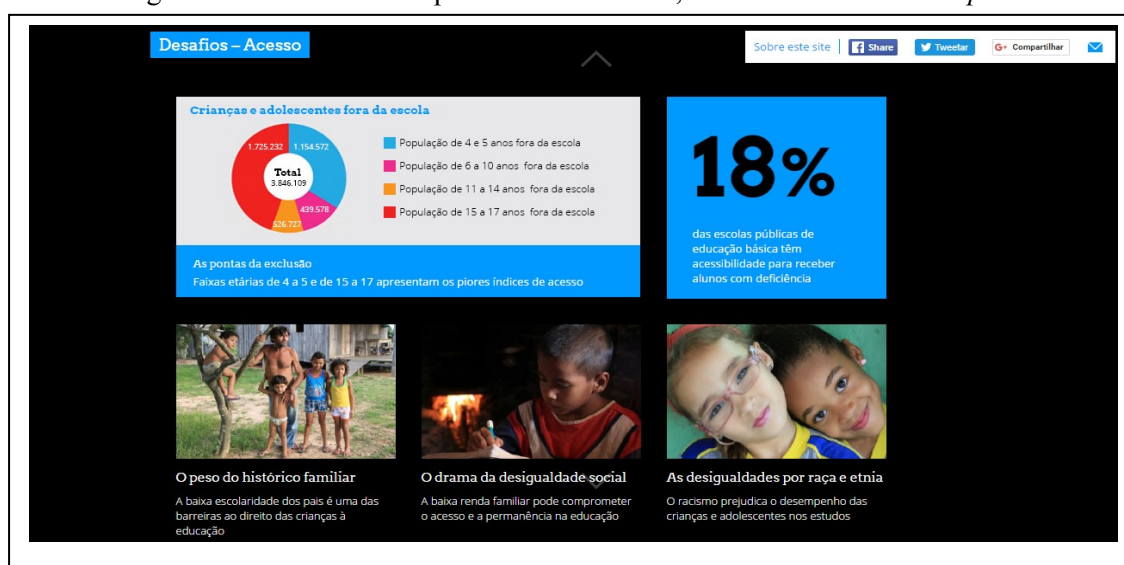 Desafios – Acesso
Sobre este site
Share
Tweetar
G+ Compartilhar
Crianças e adolescentes fora da escola
1.725.232
1.154.572
Total
3.846.109
439.578
526.727
População de 4 e 5 anos fora da escola
População de 6 a 10 anos fora da escola
População de 11 a 14 anos fora da escola
População de 15 a 17 anos fora da escola
As pontas da exclusão
Faixas etárias de 4 a 5 e de 15 a 17 apresentam os piores índices de acesso
18%
das escolas públicas de
educação básica têm
acessibilidade para receber
alunos com deficiência
O peso do histórico familiar
A baixa escolaridade dos pais é uma das
barreiras ao direito das crianças à
educação
O drama da desigualdade social
A baixa renda familiar pode comprometer
o acesso e a permanência na educação
As desigualdades por raça e etnia
O racismo prejudica o desempenho das
crianças e adolescentes nos estudos